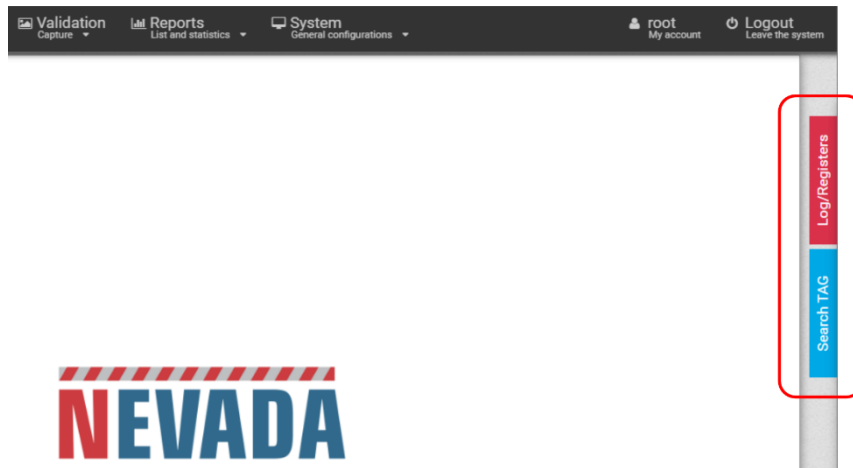 Validation
Capture
Reports
List and statistics
System
General configurations
root
My account
Logout
Leave the system
Log/Registers
Search TAG
NEVADA